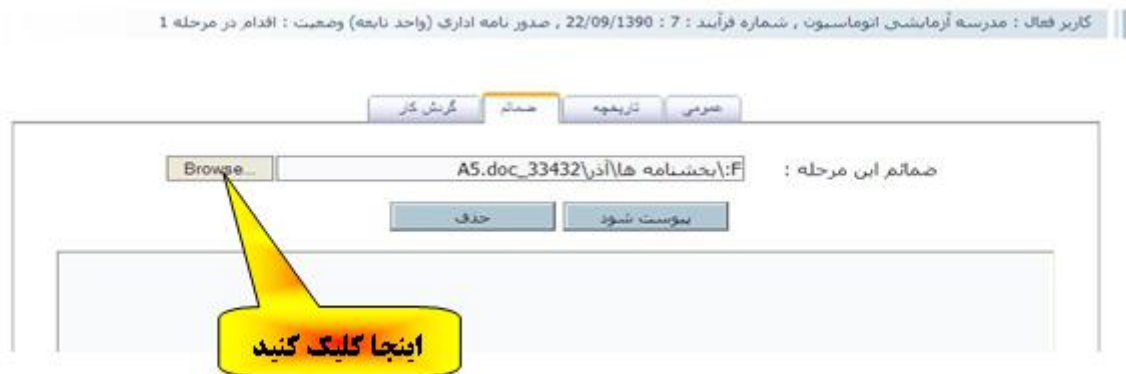 کاربر فعال : مدرسه آزمایشی اتوماسیون , شماره فرآیند : 7 : 22/09/1390 , صدور نامه اداری (واحد تابعه) وضعیت : اقدام در مرحله 1
عمومی تاریخچه ضمائم گردش کار
ضمائم این مرحله : F:\بخشنامه ها\آذر\33432_A5.doc Browse...
پیوست شود حذف
اینجا کلیک کنید